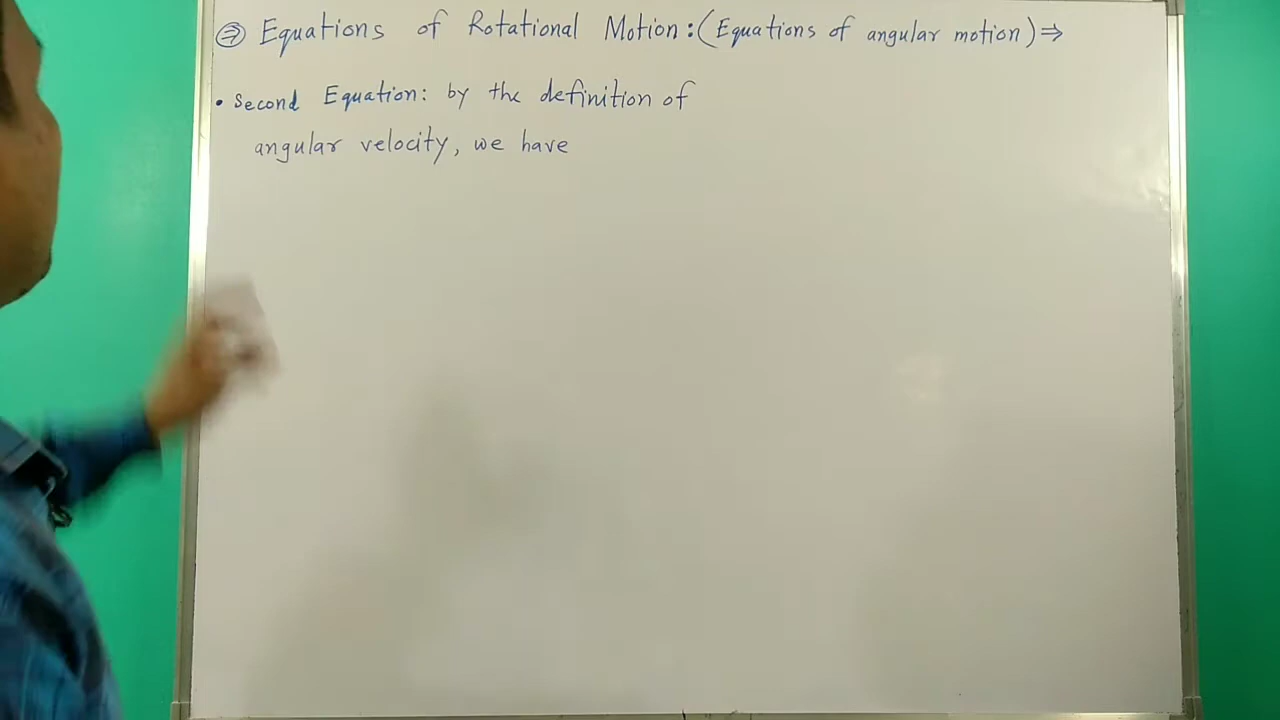 ⇒ Equations of Rotational Motion: (Equations of angular motion) ⇒
• Second Equation: by the definition of
angular velocity, we have